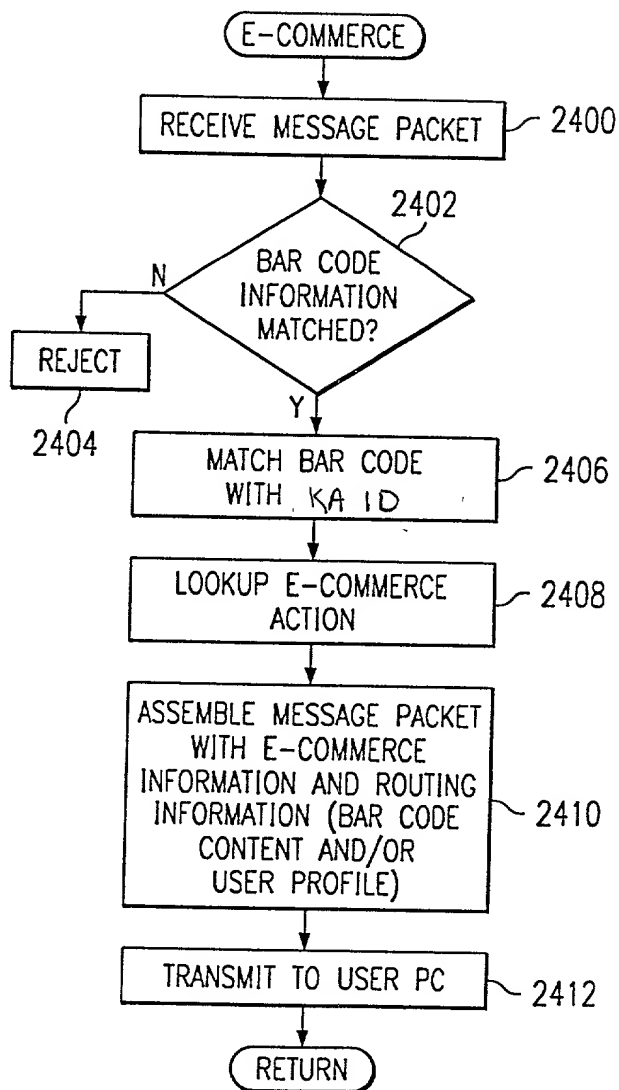 E-COMMERCE
RECEIVE MESSAGE PACKET
2400
2402
BAR CODE
INFORMATION
MATCHED?
N
REJECT
2404
Y
MATCH BAR CODE
WITH KA ID
2406
LOOKUP E-COMMERCE
ACTION
2408
ASSEMBLE MESSAGE PACKET
WITH E-COMMERCE
INFORMATION AND ROUTING
INFORMATION (BAR CODE
CONTENT AND/OR
USER PROFILE)
2410
TRANSMIT TO USER PC
2412
RETURN